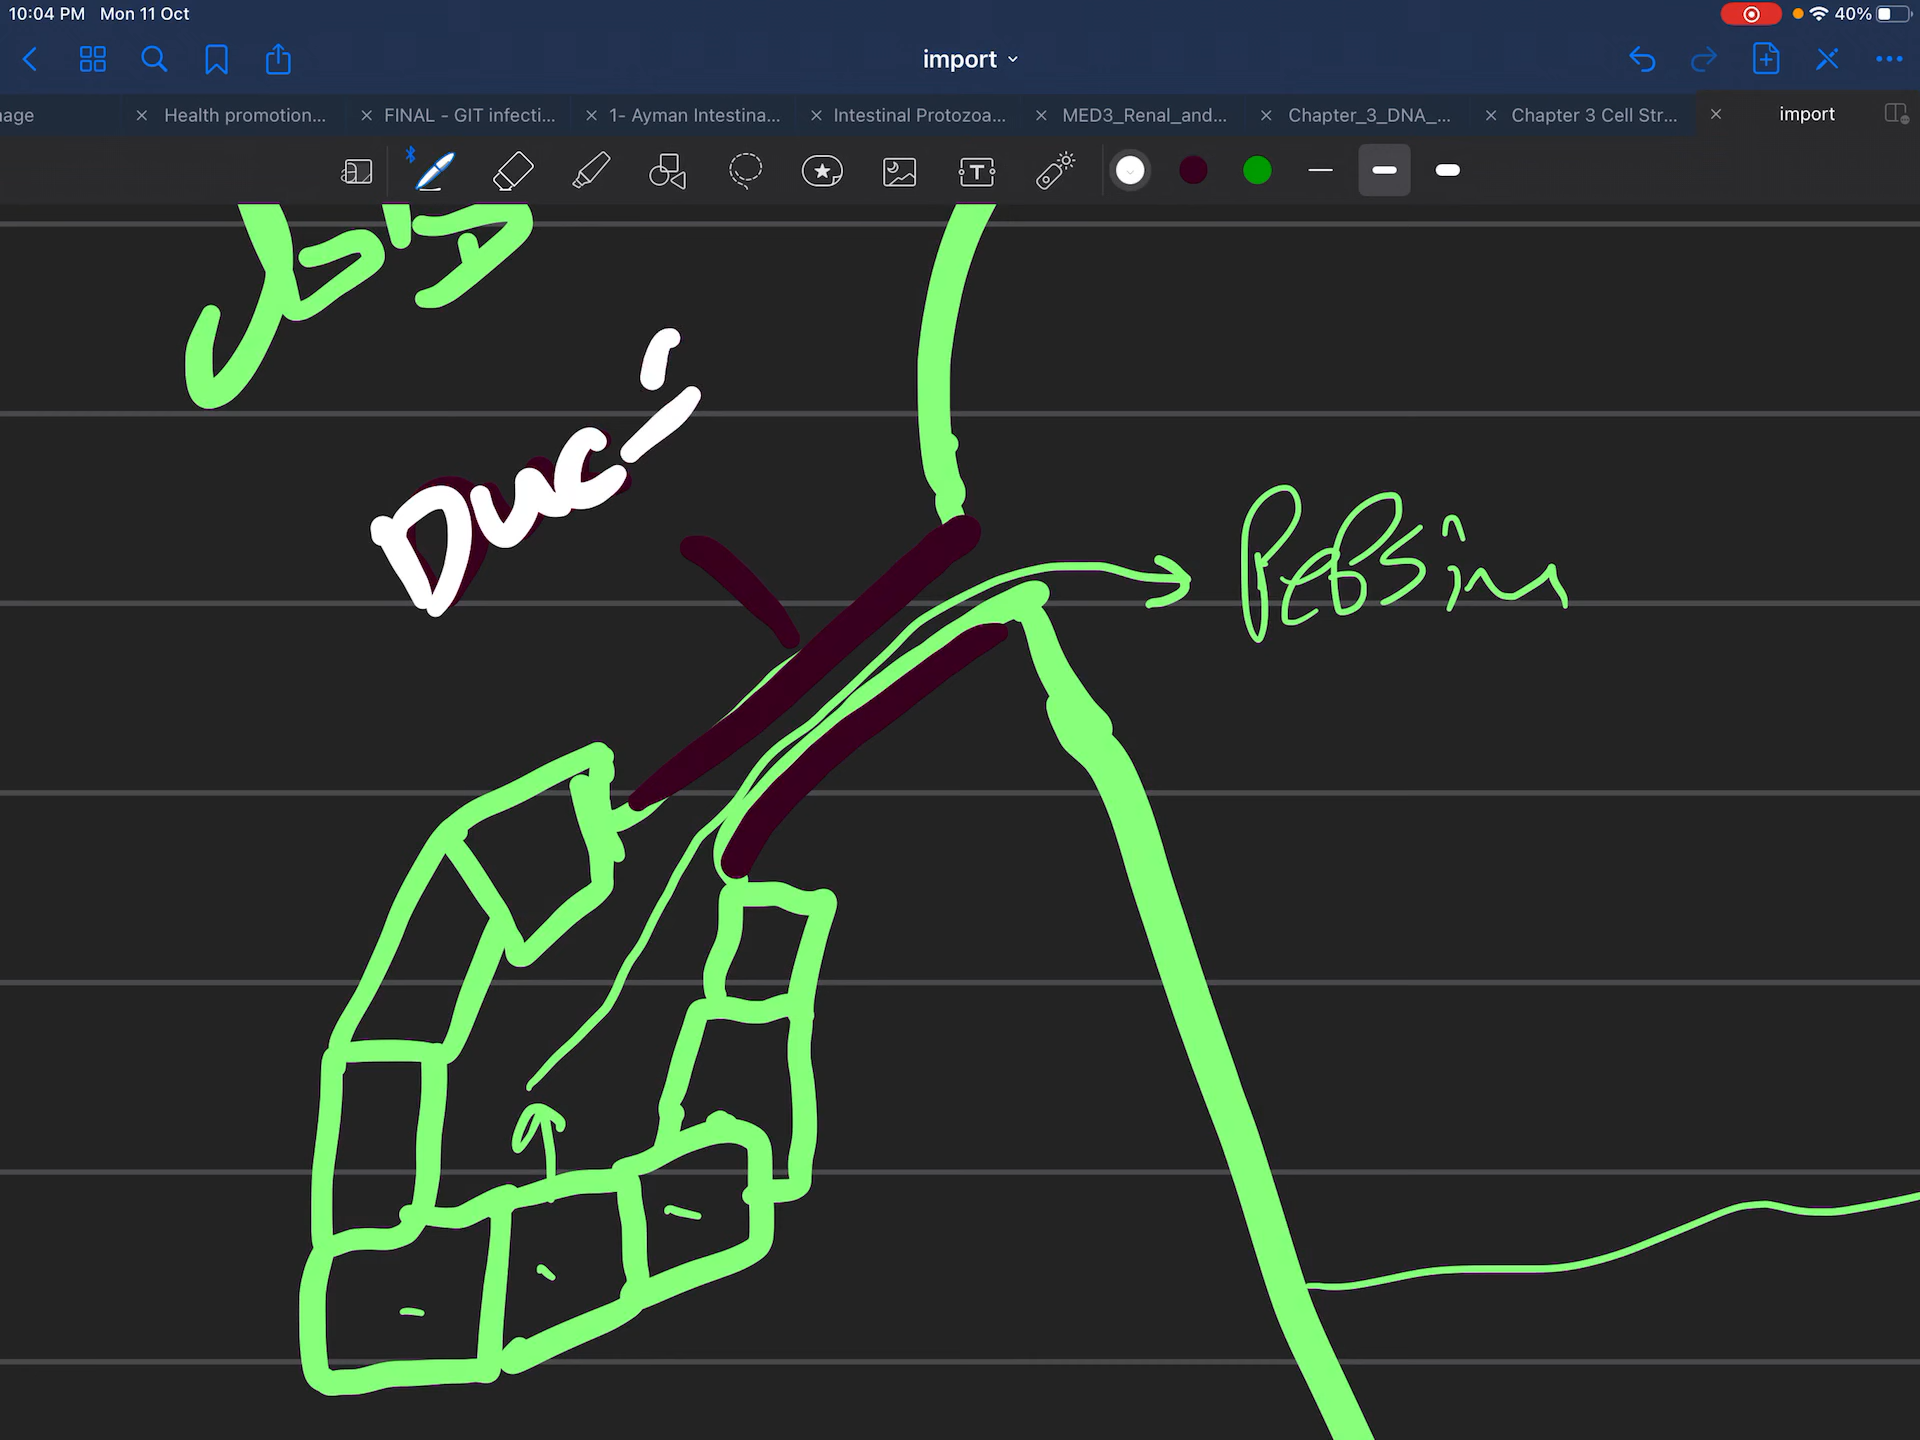 10:04 PM Mon 11 Oct
40%
import
nage
Health promotion...
FINAL - GIT infecti...
1- Ayman Intestina...
Intestinal Protozoa...
MED3_Renal_and...
Chapter_3_DNA_...
Chapter 3 Cell Str...
import
T
Duc
PePsin